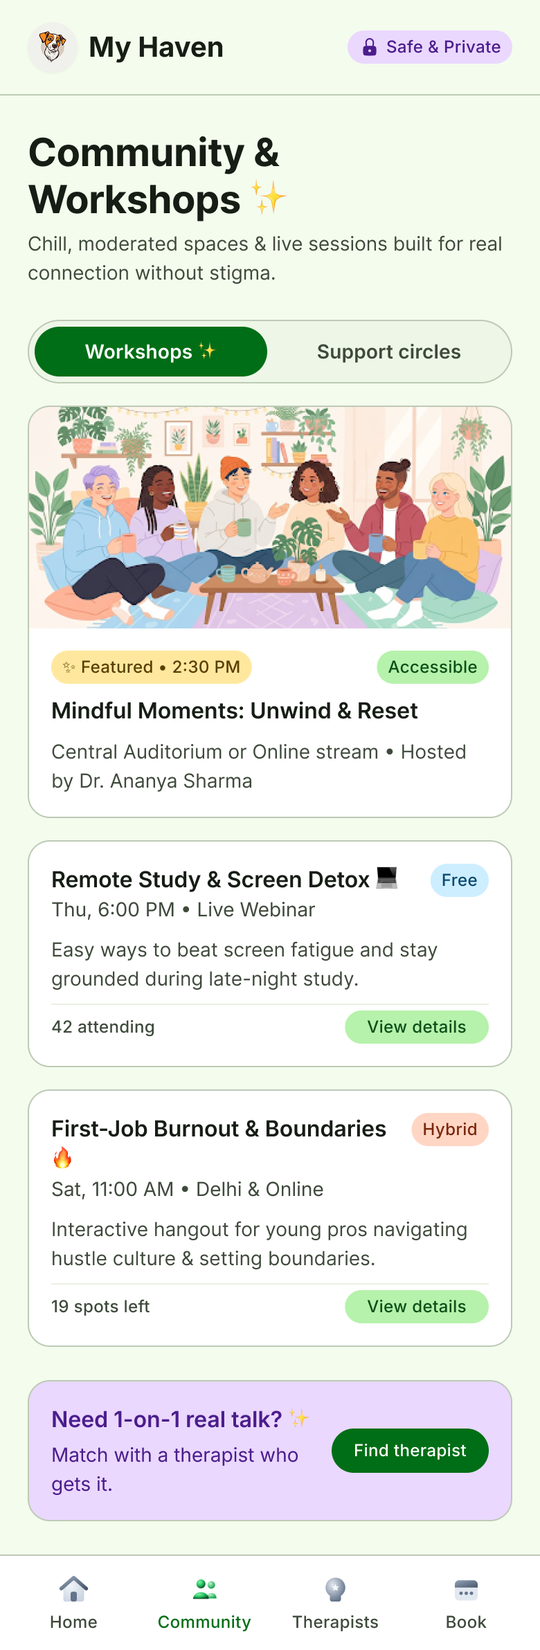 My Haven
🔒 Safe & Private
Community &
Workshops ✨
Chill, moderated spaces & live sessions built for real
connection without stigma.
Workshops ✨
Support circles
✨ Featured • 2:30 PM
Accessible
Mindful Moments: Unwind & Reset
Central Auditorium or Online stream • Hosted
by Dr. Ananya Sharma
Remote Study & Screen Detox 💻
Free
Thu, 6:00 PM • Live Webinar
Easy ways to beat screen fatigue and stay
grounded during late-night study.
42 attending
View details
First-Job Burnout & Boundaries
🔥
Hybrid
Sat, 11:00 AM • Delhi & Online
Interactive hangout for young pros navigating
hustle culture & setting boundaries.
19 spots left
View details
Need 1-on-1 real talk? ✨
Match with a therapist who
gets it.
Find therapist
Home
Community
Therapists
Book